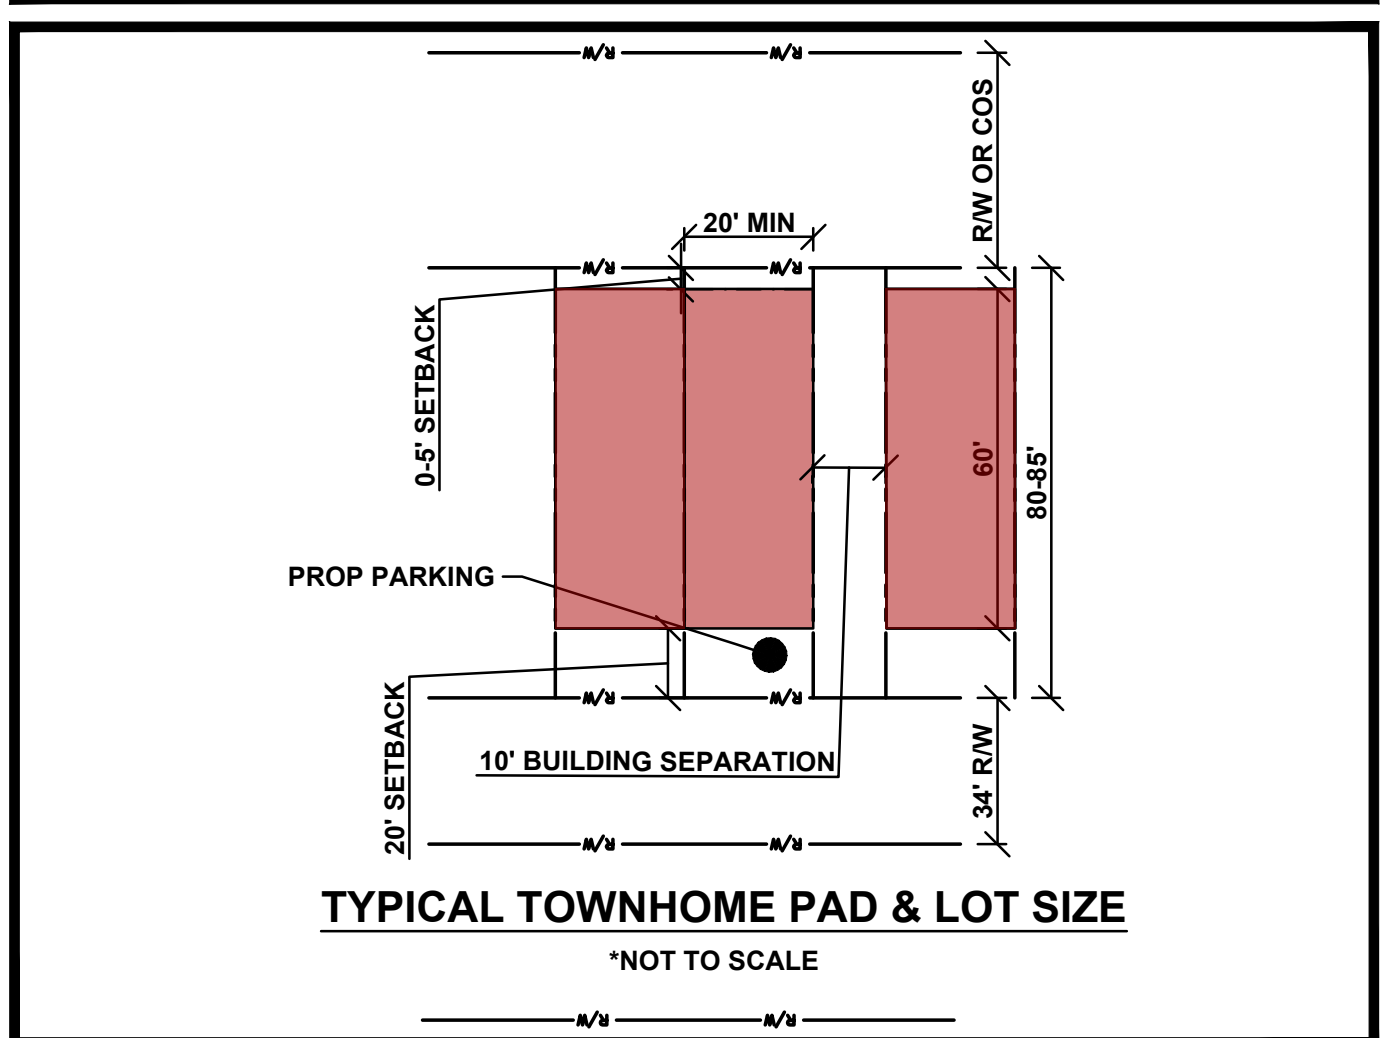 R/W R/W
R/W OR COS
20' MIN
R/W R/W
0-5' SETBACK
60'
80-85'
PROP PARKING
R/W R/W
20' SETBACK
10' BUILDING SEPARATION
34' R/W
R/W R/W
TYPICAL TOWNHOME PAD & LOT SIZE
*NOT TO SCALE
R/W R/W